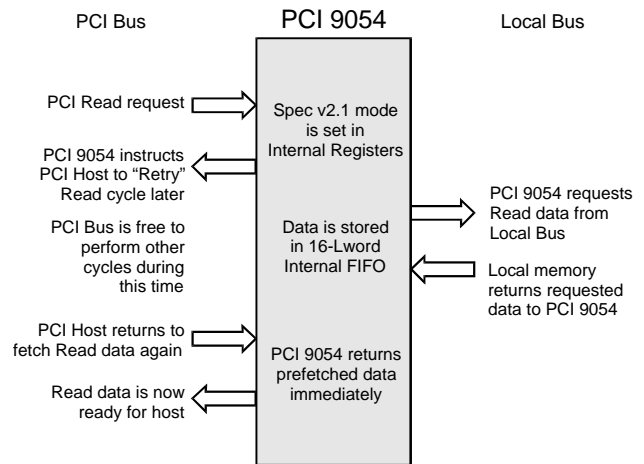 PCI Bus
PCI 9054
Local Bus
PCI Read request
Spec v2.1 mode
is set in
Internal Registers
PCI 9054 instructs
PCI Host to “Retry”
Read cycle later
PCI 9054 requests
Read data from
Local Bus
PCI Bus is free to
perform other
cycles during
this time
Data is stored
in 16-Lword
Internal FIFO
Local memory
returns requested
data to PCI 9054
PCI Host returns to
fetch Read data again
PCI 9054 returns
prefetched data
immediately
Read data is now
ready for host